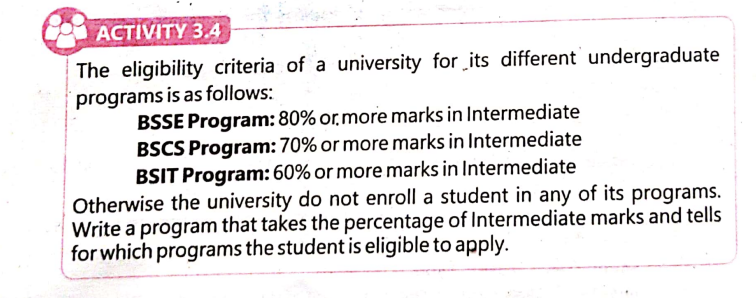 ACTIVITY 3.4
The eligibility criteria of a university for its different undergraduate
programs is as follows:
BSSE Program: 80% or more marks in Intermediate
BSCS Program: 70% or more marks in Intermediate
BSIT Program: 60% or more marks in Intermediate
Otherwise the university do not enroll a student in any of its programs.
Write a program that takes the percentage of Intermediate marks and tells
for which programs the student is eligible to apply.